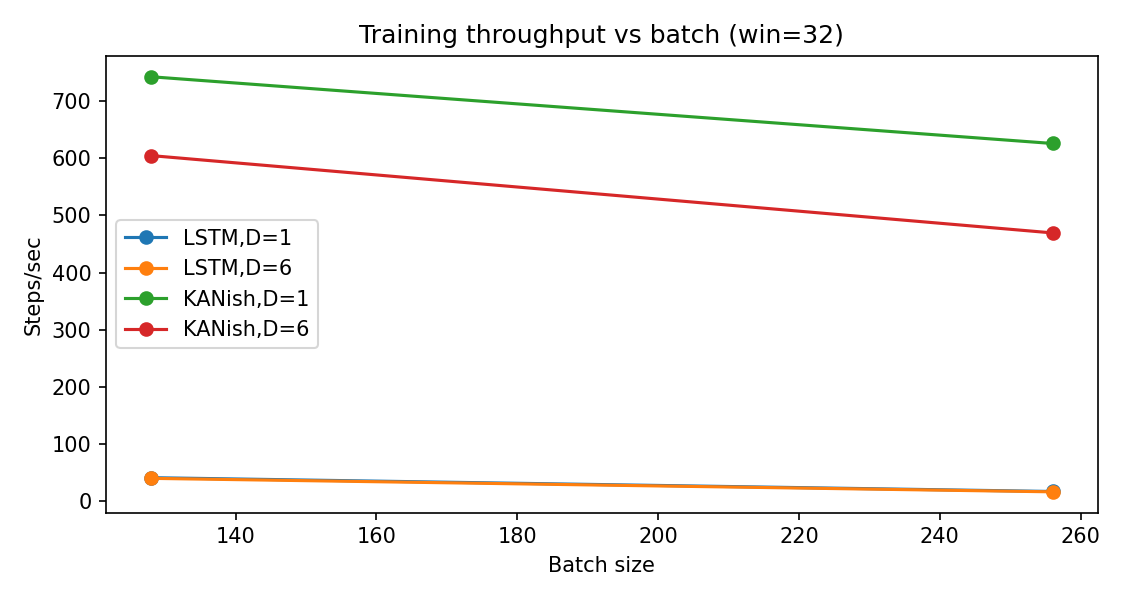 Training throughput vs batch (win=32)
Steps/sec
700
600
500
400
300
200
100
0
LSTM,D=1
LSTM,D=6
KANish,D=1
KANish,D=6
140 160 180 200 220 240 260
Batch size